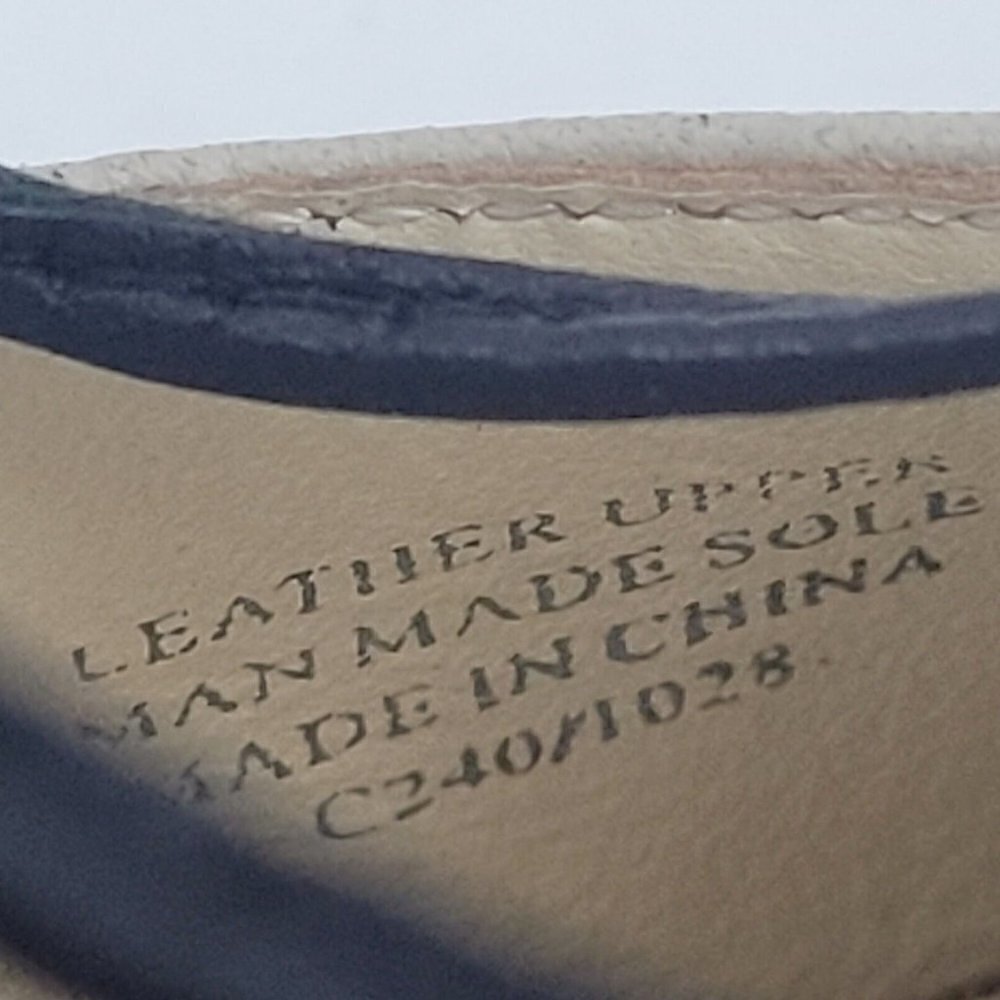 LEATHER UPPER
MAN MADE SOLE
MADE IN CHINA
C240/1028